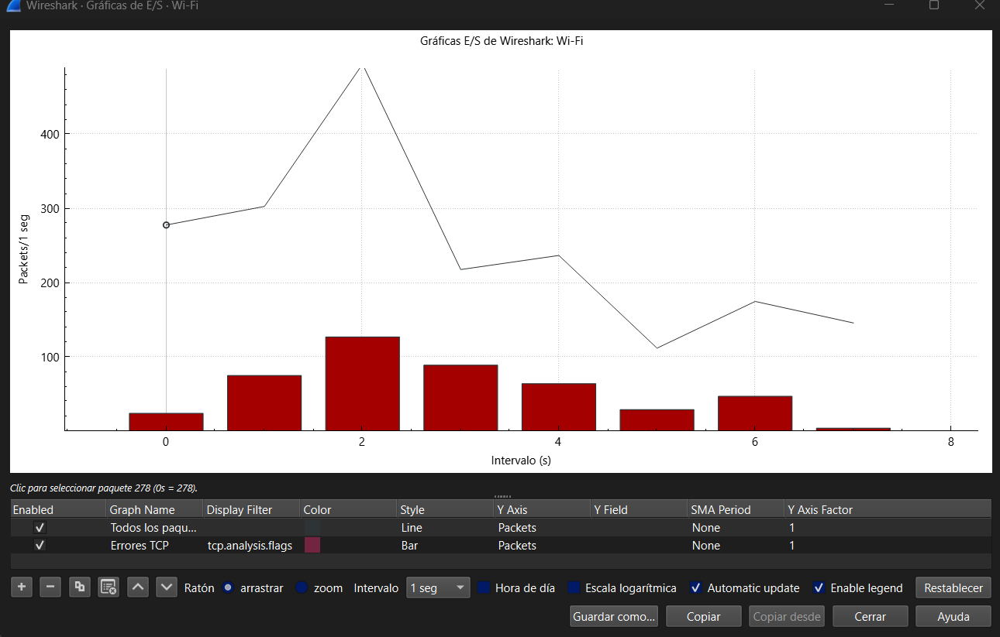 Wireshark · Gráficas de E/S · Wi-Fi
Gráficas E/S de Wireshark: Wi-Fi
400
300
200
100
Packets/1 seg
0 2 4 6 8
Intervalo (s)
Clic para seleccionar paquete 278 (0s = 278).
Enabled Graph Name Display Filter Color Style Y Axis Y Field SMA Period Y Axis Factor
Todos los paqu... Line Packets None 1
Errores TCP tcp.analysis.flags Bar Packets None 1
Ratón arrastrar zoom Intervalo 1 seg Hora de día Escala logarítmica Automatic update Enable legend Restablecer
Guardar como... Copiar Copiar desde Cerrar Ayuda